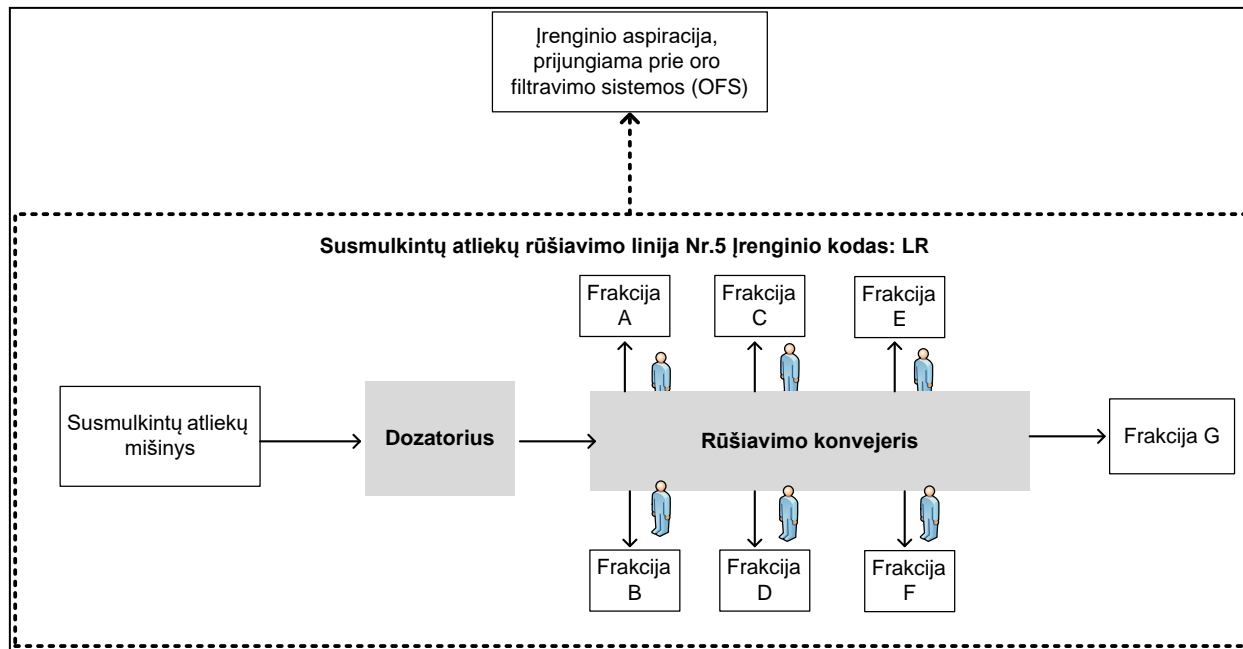 Įrenginio aspiracija,
prijungiama prie oro
filtravimo sistemos (OFS)
Susmulkintų atliekų rūšiavimo linija Nr.5 Įrenginio kodas: LR
Frakcija
A
Frakcija
C
Frakcija
E
Susmulkintų atliekų
mišinys
Dozatorius
Rūšiavimo konvejeris
Frakcija G
Frakcija
B
Frakcija
D
Frakcija
F